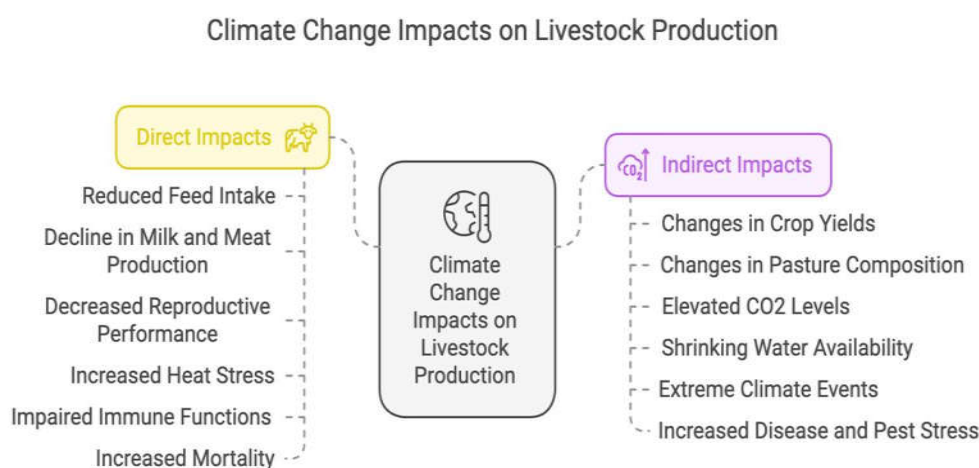 Climate Change Impacts on Livestock Production
Direct Impacts
Reduced Feed Intake
Decline in Milk and Meat
Production
Decreased Reproductive
Performance
Increased Heat Stress
Impaired Immune Functions
Increased Mortality
Climate
Change
Impacts on
Livestock
Production
CO2
Indirect Impacts
Changes in Crop Yields
Changes in Pasture Composition
Elevated CO2 Levels
Shrinking Water Availability
Extreme Climate Events
Increased Disease and Pest Stress